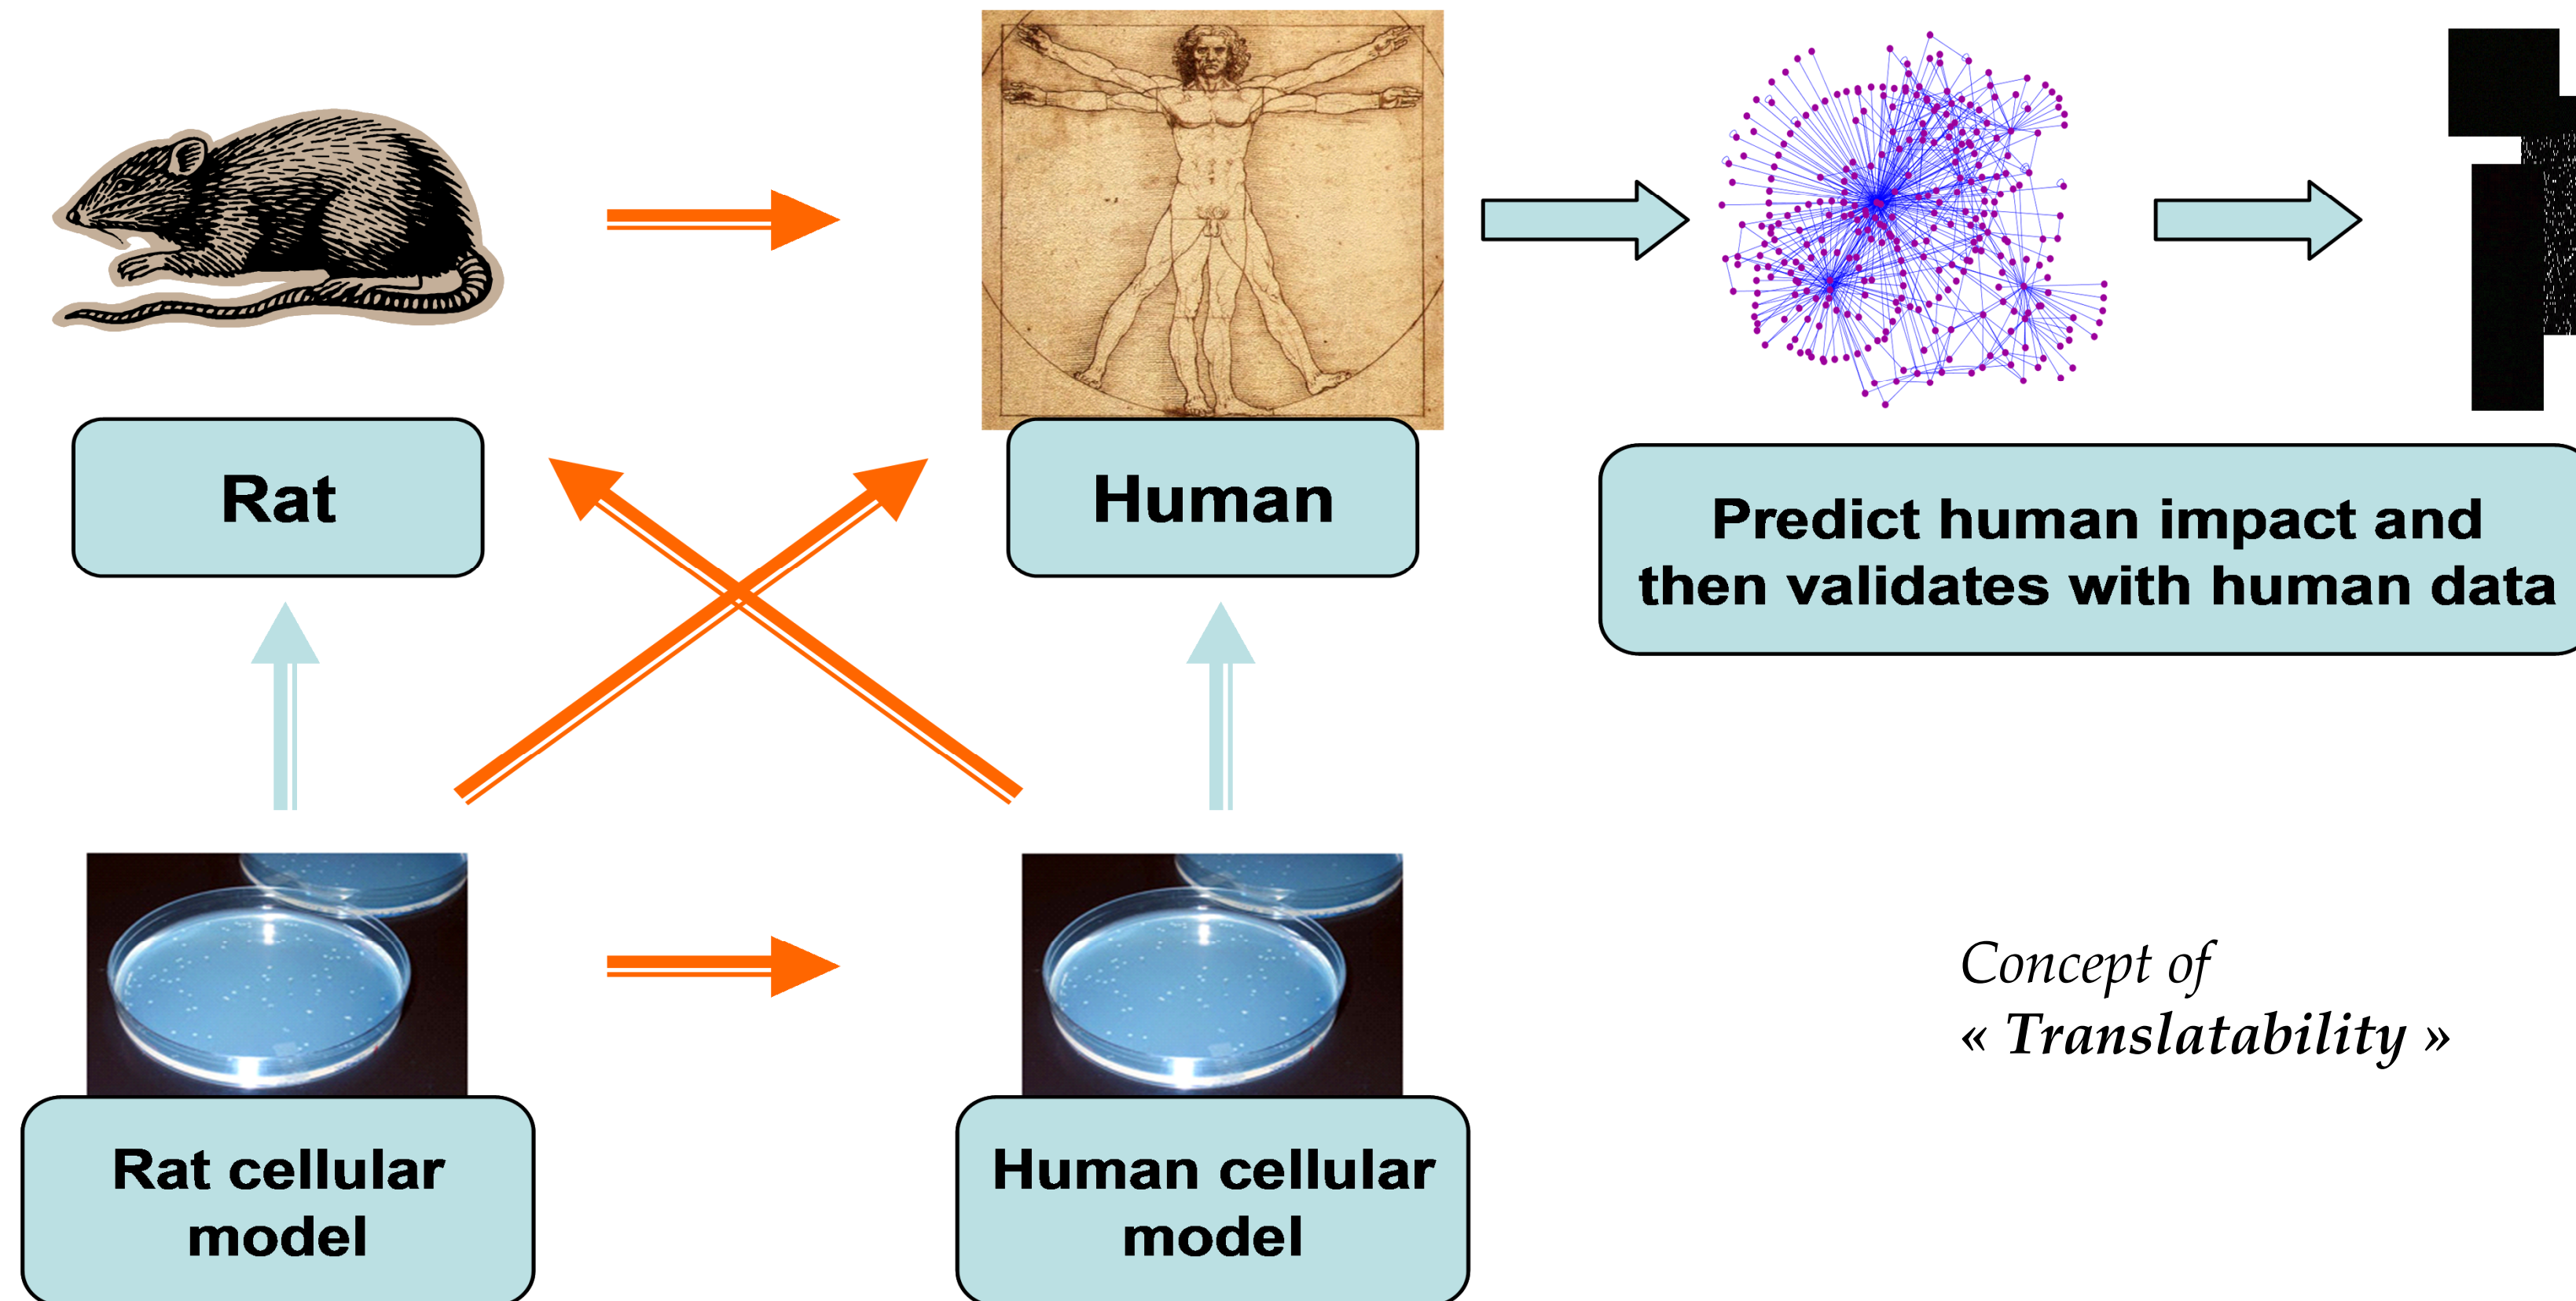 Rat
Human
Predict human impact and
then validates with human data
Rat cellular
model
Human cellular
model
Concept of
« Translatability »